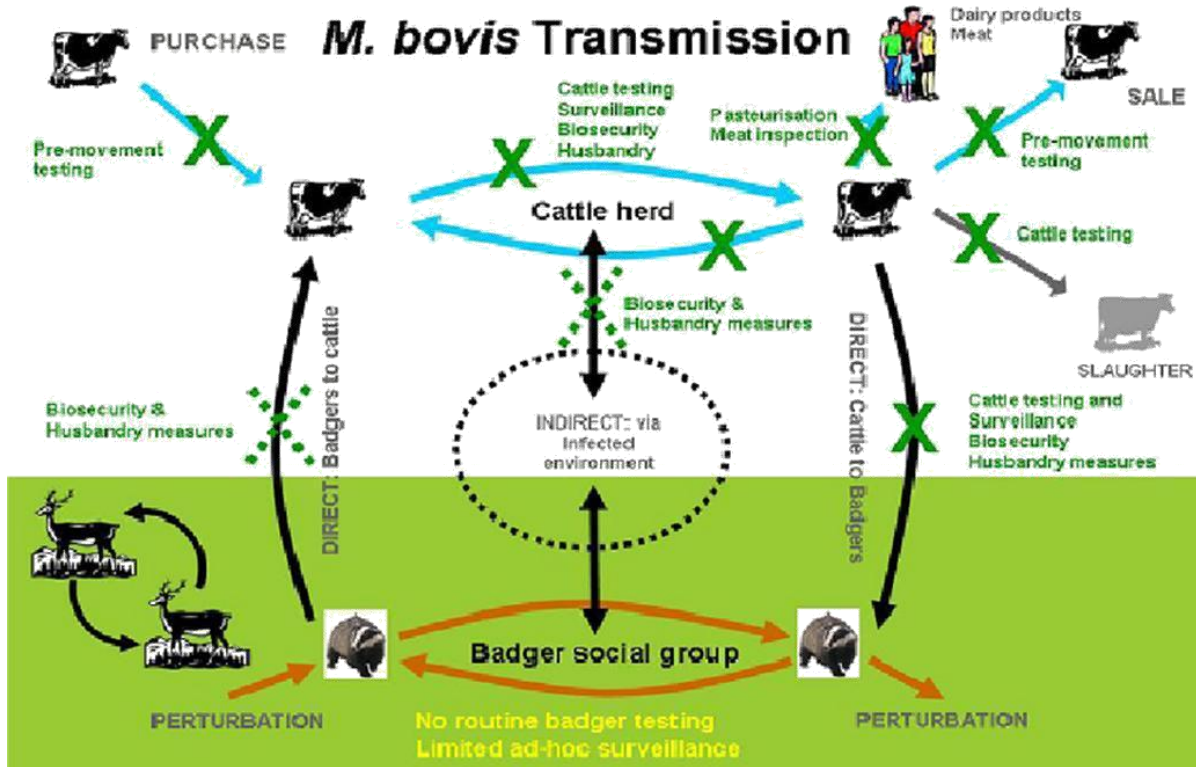 M. bovis Transmission
PURCHASE
Dairy products
Meat
SALE
Cattle testing
Surveillance
Biosecurity
Husbandry
Pasteurisation
Meat inspection
Pre-movement
testing
Pre-movement
testing
Cattle herd
Cattle testing
Biosecurity &
Husbandry measures
SLAUGHTER
DIRECT: Badgers to cattle
DIRECT: Cattle to Badgers
Biosecurity &
Husbandry measures
INDIRECT: via
Infected
environment
Cattle testing and
Surveillance
Biosecurity
Husbandry measures
Badger social group
PERTURBATION
No routine badger testing
Limited ad-hoc surveillance
PERTURBATION